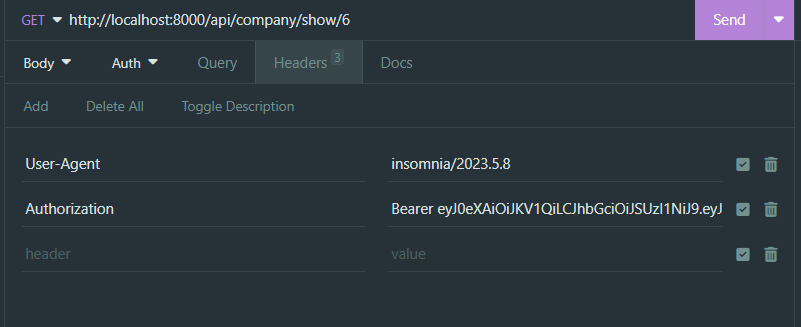 GET http://localhost:8000/api/company/show/6 Send
Body Auth Query Headers 3 Docs
Add Delete All Toggle Description
User-Agent insomnia/2023.5.8
Authorization Bearer eyJ0eXAiOiJKV1QiLCJhbGciOiJSUzI1NiJ9.eyJ
header value